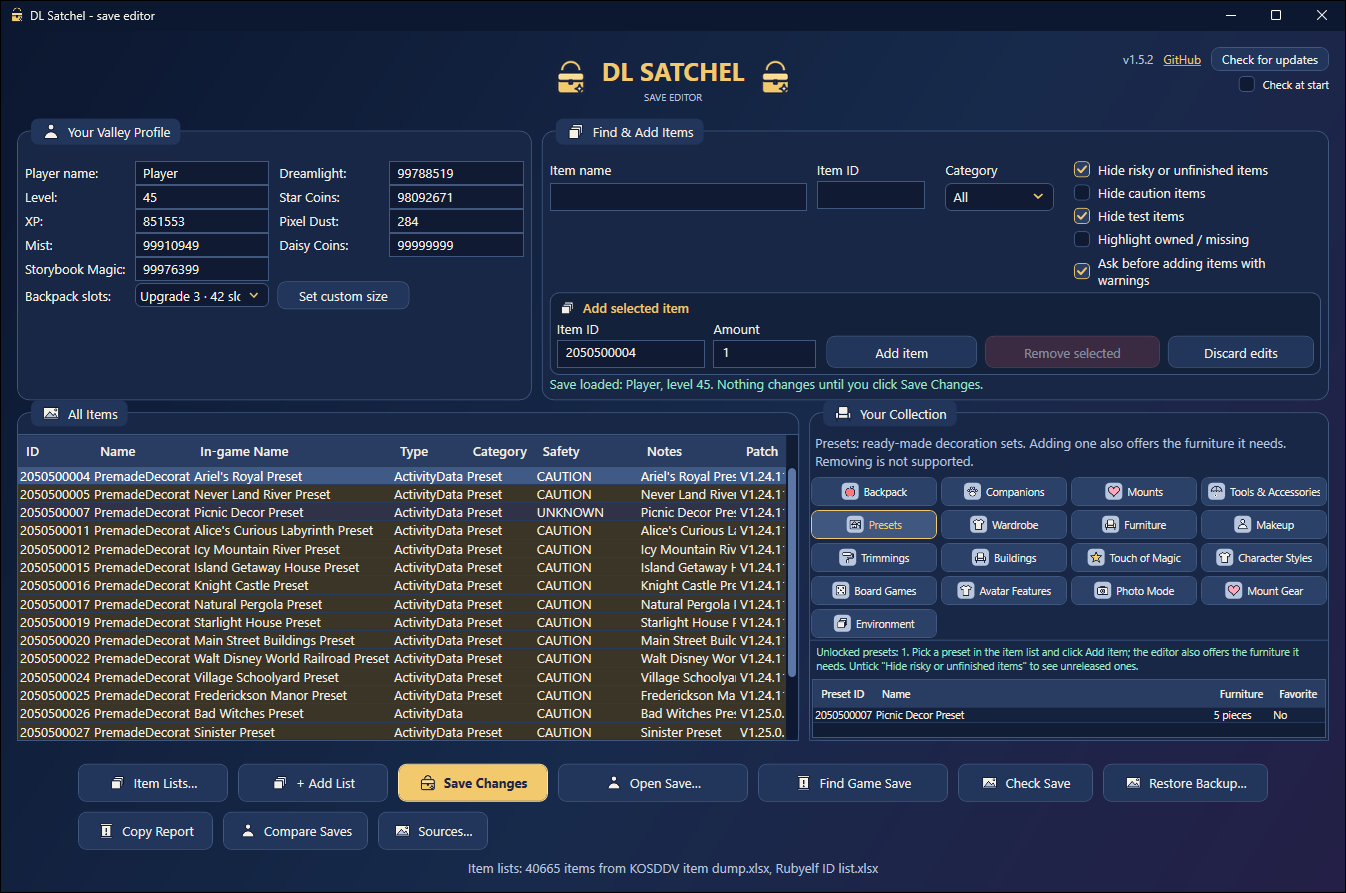 DL Satchel - save editor
DL SATCHEL
SAVE EDITOR
v1.5.2 GitHub Check for updates
Check at start
Your Valley Profile
Player name: Player Dreamlight: 99788519
Level: 45 Star Coins: 98092671
XP: 851553 Pixel Dust: 284
Mist: 99910949 Daisy Coins: 99999999
Storybook Magic: 99976399
Backpack slots: Upgrade 3 · 42 slo Set custom size
Find & Add Items
Item name Item ID Category
All
Hide risky or unfinished items
Hide caution items
Hide test items
Highlight owned / missing
Ask before adding items with
warnings
Add selected item
Item ID Amount
2050500004 1 Add item Remove selected Discard edits
Save loaded: Player, level 45. Nothing changes until you click Save Changes.
All Items
ID Name In-game Name Type Category Safety Notes Patch
2050500004 PremadeDecorat Ariel's Royal Preset ActivityData Preset CAUTION Ariel's Royal Pres V1.24.1
2050500005 PremadeDecorat Never Land River Preset ActivityData Preset CAUTION Never Land River V1.24.1
2050500007 PremadeDecorat Picnic Decor Preset ActivityData Preset UNKNOWN Picnic Decor Pres V1.24.1
2050500011 PremadeDecorat Alice's Curious Labyrinth Preset ActivityData Preset CAUTION Alice's Curious La V1.24.1
2050500012 PremadeDecorat Icy Mountain River Preset ActivityData Preset CAUTION Icy Mountain Riv V1.24.1
2050500015 PremadeDecorat Island Getaway House Preset ActivityData Preset CAUTION Island Getaway H V1.24.1
2050500016 PremadeDecorat Knight Castle Preset ActivityData Preset CAUTION Knight Castle Pre V1.24.1
2050500017 PremadeDecorat Natural Pergola Preset ActivityData Preset CAUTION Natural Pergola P V1.24.1
2050500019 PremadeDecorat Starlight House Preset ActivityData Preset CAUTION Starlight House P V1.24.1
2050500020 PremadeDecorat Main Street Buildings Preset ActivityData Preset CAUTION Main Street Builc V1.24.1
2050500022 PremadeDecorat Walt Disney World Railroad Preset ActivityData Preset CAUTION Walt Disney Wor V1.24.1
2050500024 PremadeDecorat Village Schoolyard Preset ActivityData Preset CAUTION Village Schoolyar V1.24.1
2050500025 PremadeDecorat Frederickson Manor Preset ActivityData Preset CAUTION Frederickson Ma V1.24.1
2050500026 PremadeDecorat Bad Witches Preset ActivityData CAUTION Bad Witches Pres V1.25.0.
2050500027 PremadeDecorat Sinister Preset ActivityData Preset CAUTION Sinister Preset V1.25.0.
Your Collection
Presets: ready-made decoration sets. Adding one also offers the furniture it needs.
Removing is not supported.
Backpack Companions Mounts Tools & Accessories
Presets Wardrobe Furniture Makeup
Trimmings Buildings Touch of Magic Character Styles
Board Games Avatar Features Photo Mode Mount Gear
Environment
Unlocked presets: 1. Pick a preset in the item list and click Add item; the editor also offers the furniture it
needs. Untick "Hide risky or unfinished items" to see unreleased ones.
Preset ID Name Furniture Favorite
2050500007 Picnic Decor Preset 5 pieces No
Item Lists... + Add List Save Changes Open Save... Find Game Save Check Save Restore Backup...
Copy Report Compare Saves Sources...
Item lists: 40665 items from KOSDDV item dump.xlsx, Rubyelf ID list.xlsx